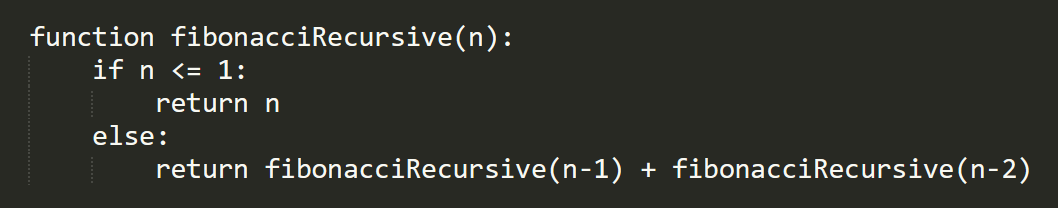 function fibonacciRecursive(n):
    if n <= 1:
        return n
    else:
        return fibonacciRecursive(n-1) + fibonacciRecursive(n-2)